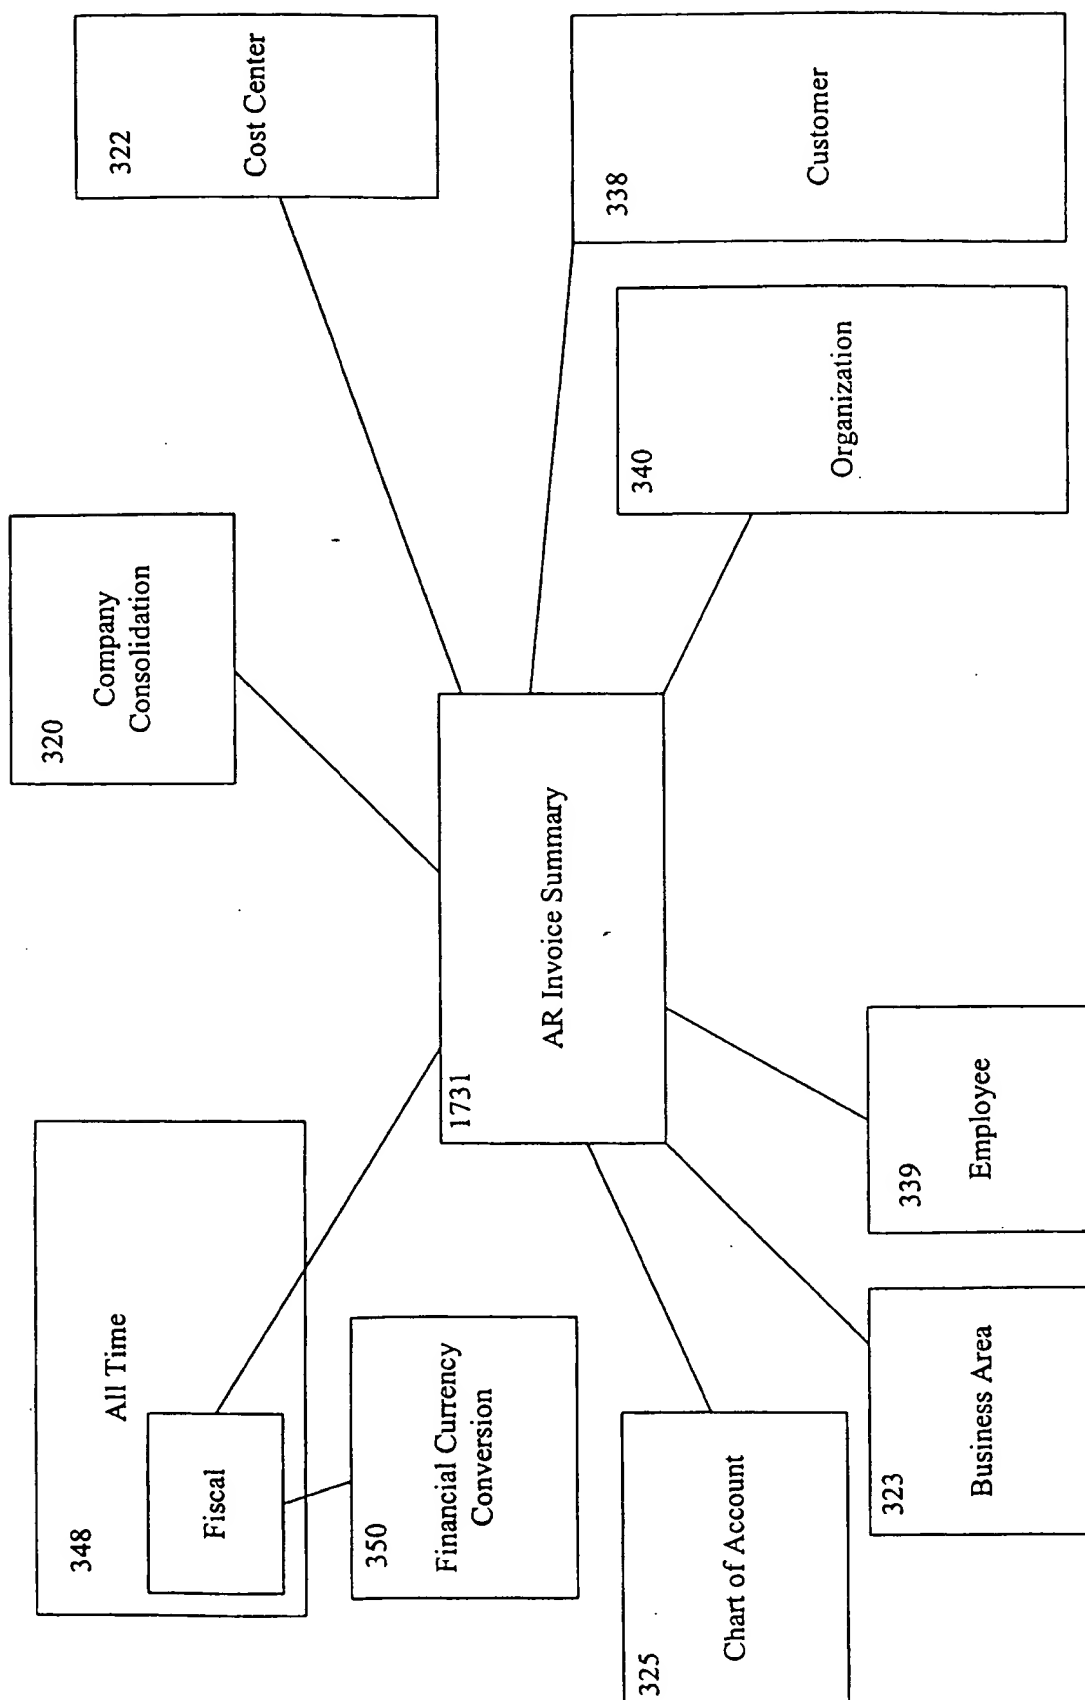 348
All Time
Fiscal
350
Financial Currency
Conversion
320
Company
Consolidation
322
Cost Center
1731
AR Invoice Summary
338
Customer
340
Organization
325
Chart of Account
323
Business Area
339
Employee